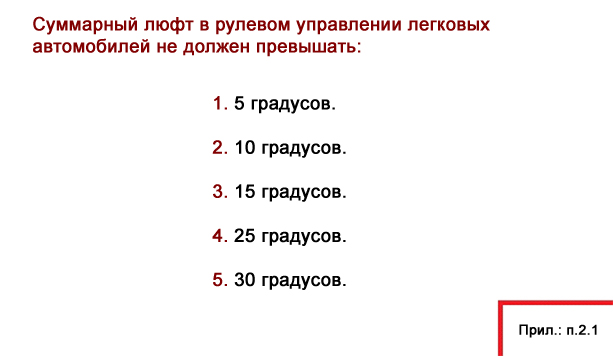 Суммарный люфт в рулевом управлении легковых
автомобилей не должен превышать:
1. 5 градусов.
2. 10 градусов.
3. 15 градусов.
4. 25 градусов.
5. 30 градусов.
Прил.: п.2.1